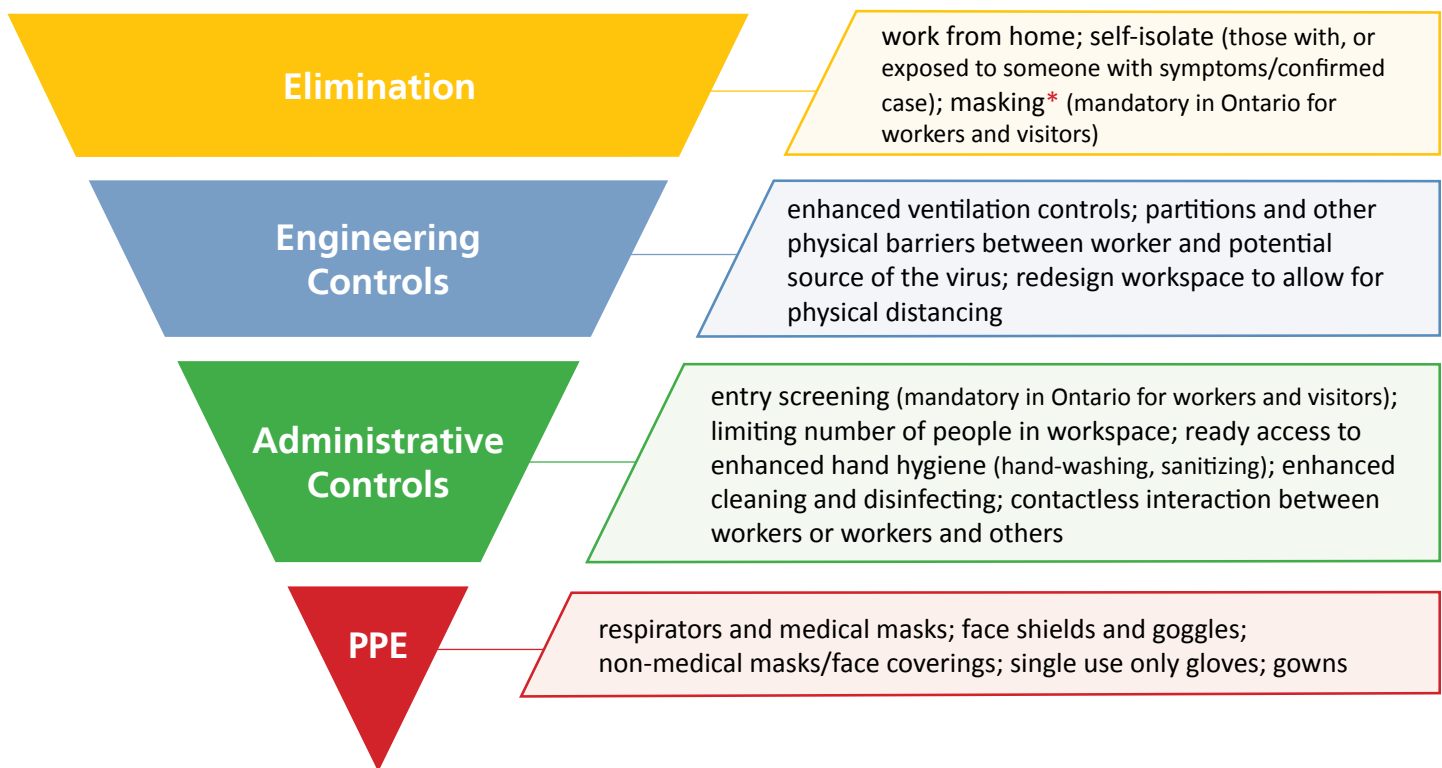 Elimination
work from home; self-isolate (those with, or
exposed to someone with symptoms/confirmed
case); masking* (mandatory in Ontario for
workers and visitors)
Engineering
Controls
enhanced ventilation controls; partitions and other
physical barriers between worker and potential
source of the virus; redesign workspace to allow for
physical distancing
Administrative
Controls
entry screening (mandatory in Ontario for workers and visitors);
limiting number of people in workspace; ready access to
enhanced hand hygiene (hand-washing, sanitizing); enhanced
cleaning and disinfecting; contactless interaction between
workers or workers and others
PPE
respirators and medical masks; face shields and goggles;
non-medical masks/face coverings; single use only gloves; gowns